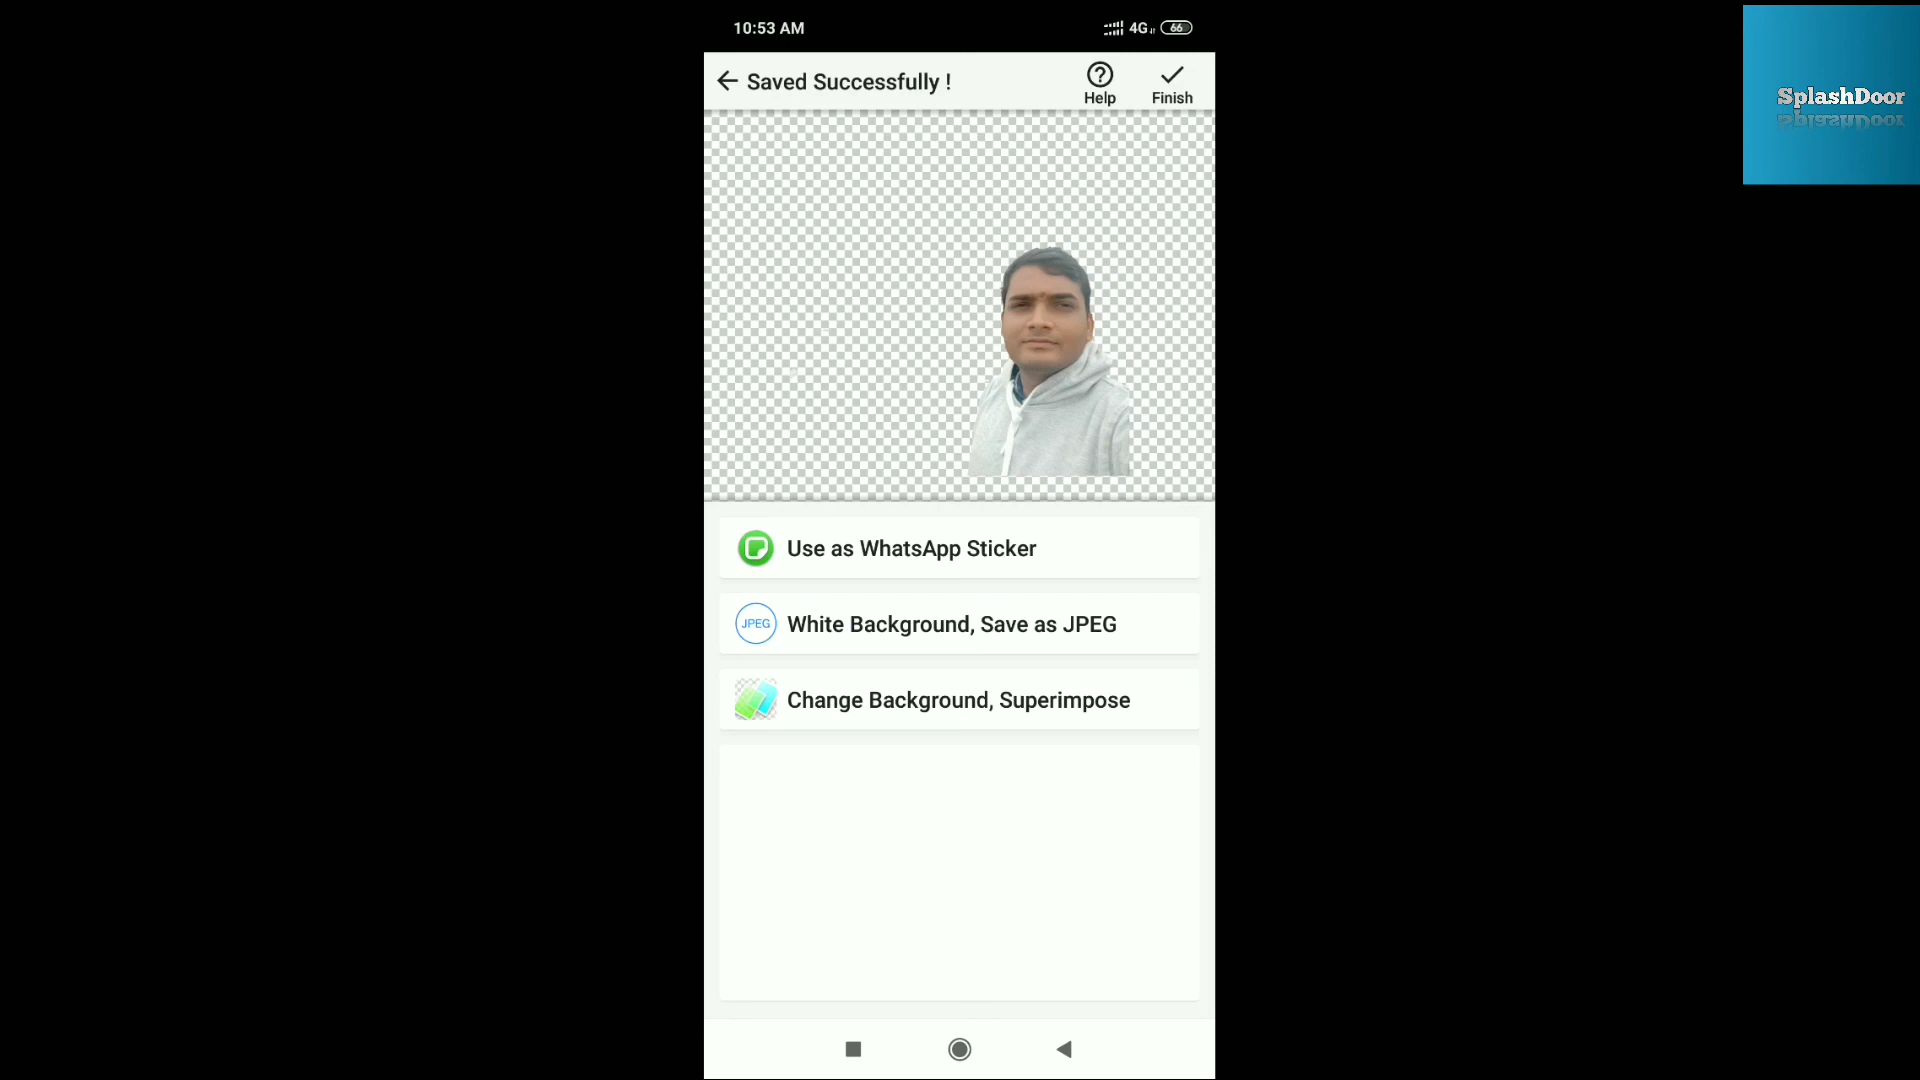 10:53 AM
4G
66
Saved Successfully !
Help
Finish
SplashDoor
Use as WhatsApp Sticker
JPEG
White Background, Save as JPEG
Change Background, Superimpose